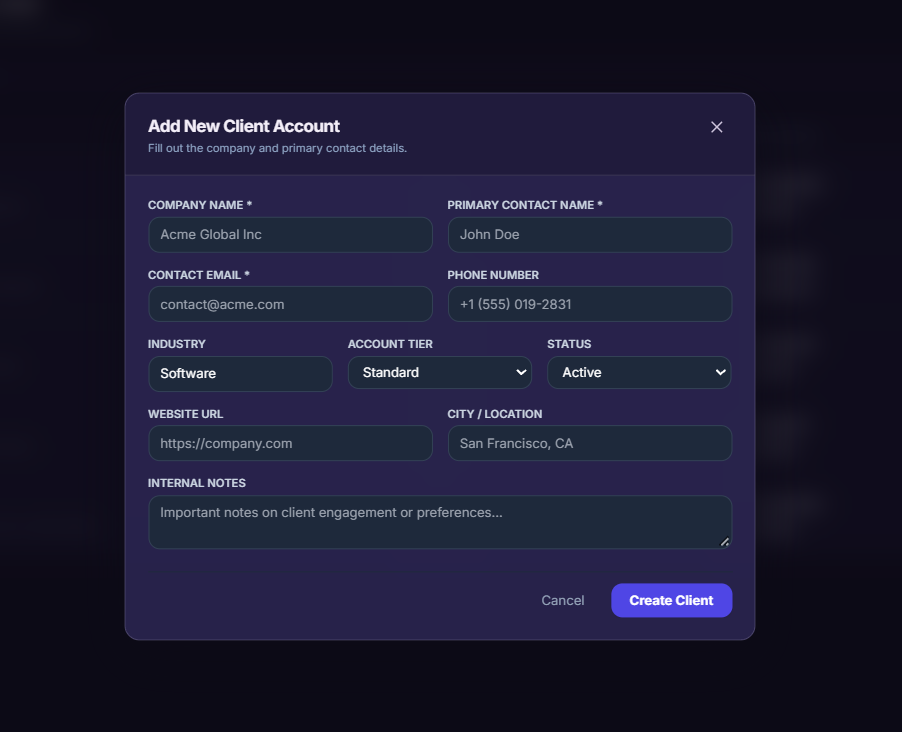 Add New Client Account
Fill out the company and primary contact details.
COMPANY NAME * PRIMARY CONTACT NAME *
Acme Global Inc John Doe
CONTACT EMAIL * PHONE NUMBER
contact@acme.com +1 (555) 019-2831
INDUSTRY ACCOUNT TIER STATUS
Software Standard Active
WEBSITE URL CITY / LOCATION
https://company.com San Francisco, CA
INTERNAL NOTES
Important notes on client engagement or preferences...
Cancel Create Client